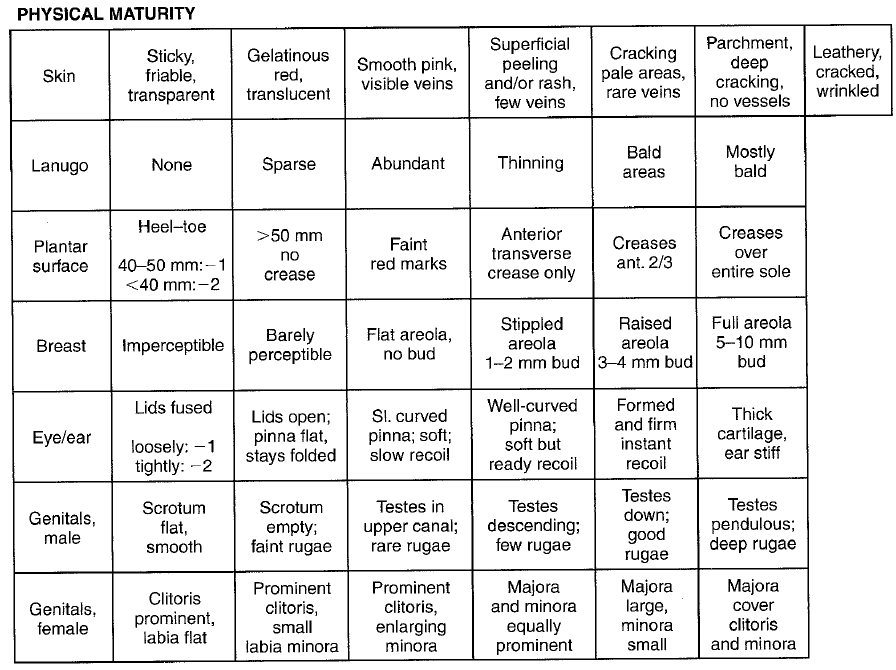 PHYSICAL MATURITY
Skin
Sticky,
friable,
transparent
Gelatinous
red,
translucent
Smooth pink,
visible veins
Superficial
peeling
and/or rash,
few veins
Cracking
pale areas,
rare veins
Parchment,
deep
cracking,
no vessels
Leathery,
cracked,
wrinkled
Lanugo
None
Sparse
Abundant
Thinning
Bald
areas
Mostly
bald
Plantar
surface
Heel–toe
40–50 mm:−1
<40 mm:−2
>50 mm
no
crease
Faint
red marks
Anterior
transverse
crease only
Creases
ant. 2/3
Creases
over
entire sole
Breast
Imperceptible
Barely
perceptible
Flat areola,
no bud
Stippled
areola
1–2 mm bud
Raised
areola
3–4 mm bud
Full areola
5–10 mm
bud
Eye/ear
Lids fused
loosely: −1
tightly: −2
Lids open;
pinna flat,
stays folded
Sl. curved
pinna; soft;
slow recoil
Well-curved
pinna;
soft but
ready recoil
Formed
and firm
instant
recoil
Thick
cartilage,
ear stiff
Genitals,
male
Scrotum
flat,
smooth
Scrotum
empty;
faint rugae
Testes in
upper canal;
rare rugae
Testes
descending;
few rugae
Testes
down;
good
rugae
Testes
pendulous;
deep rugae
Genitals,
female
Clitoris
prominent,
labia flat
Prominent
clitoris,
small
labia minora
Prominent
clitoris,
enlarging
minora
Majora
and minora
equally
prominent
Majora
large,
minora
small
Majora
cover
clitoris
and minora